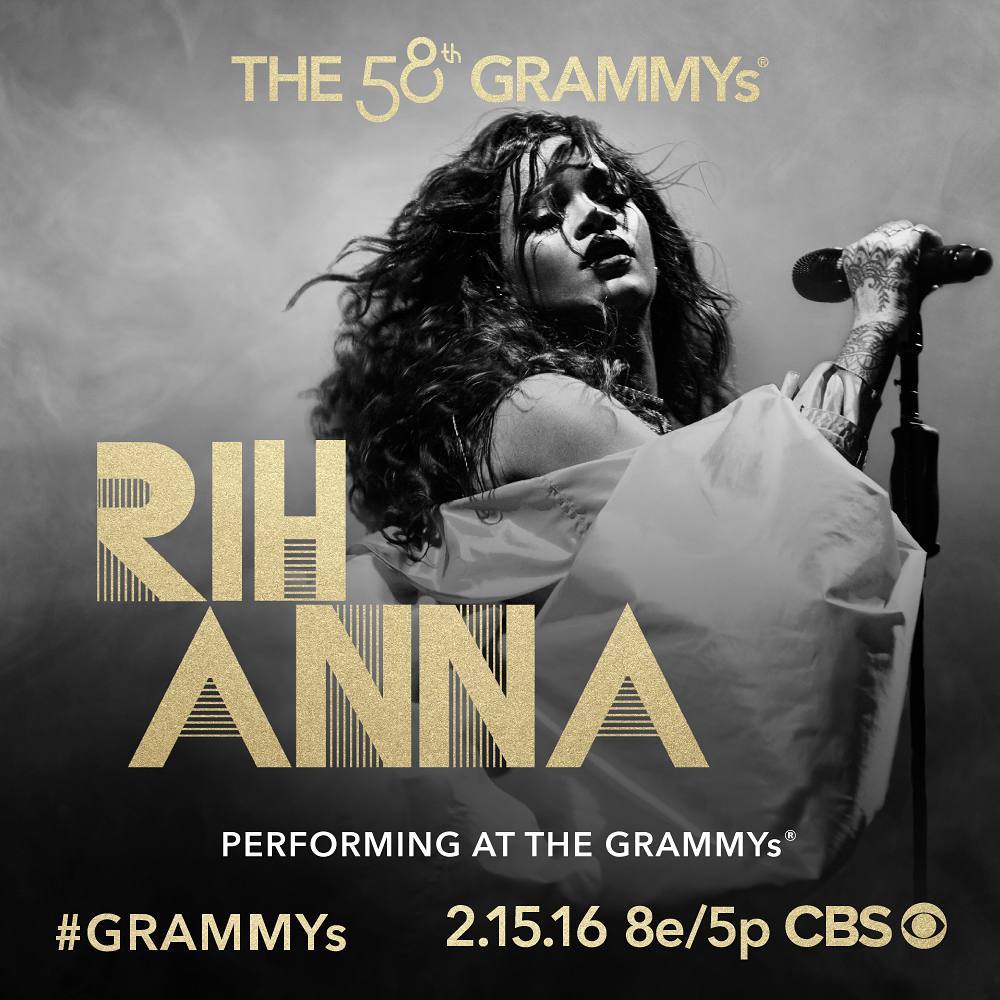 THE 58th GRAMMYs®
RIH
ANNA
PERFORMING AT THE GRAMMYs®
#GRAMMYs 2.15.16 8e/5p CBS